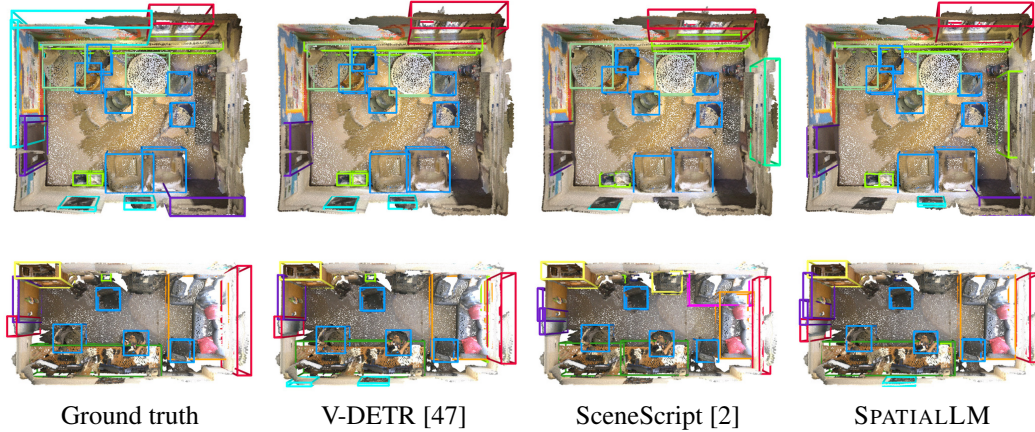 Ground truth
V-DETR [47]
SceneScript [2]
SPATIALLM